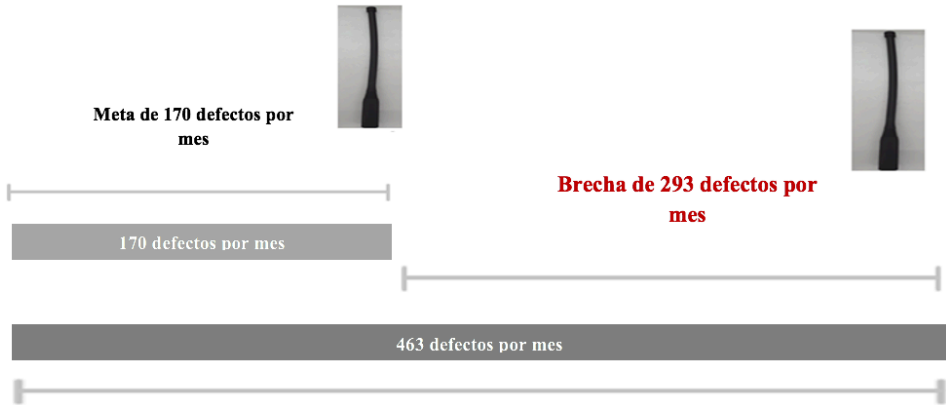 Meta de 170 defectos por
mes
Brecha de 293 defectos por
mes
170 defectos por mes
463 defectos por mes